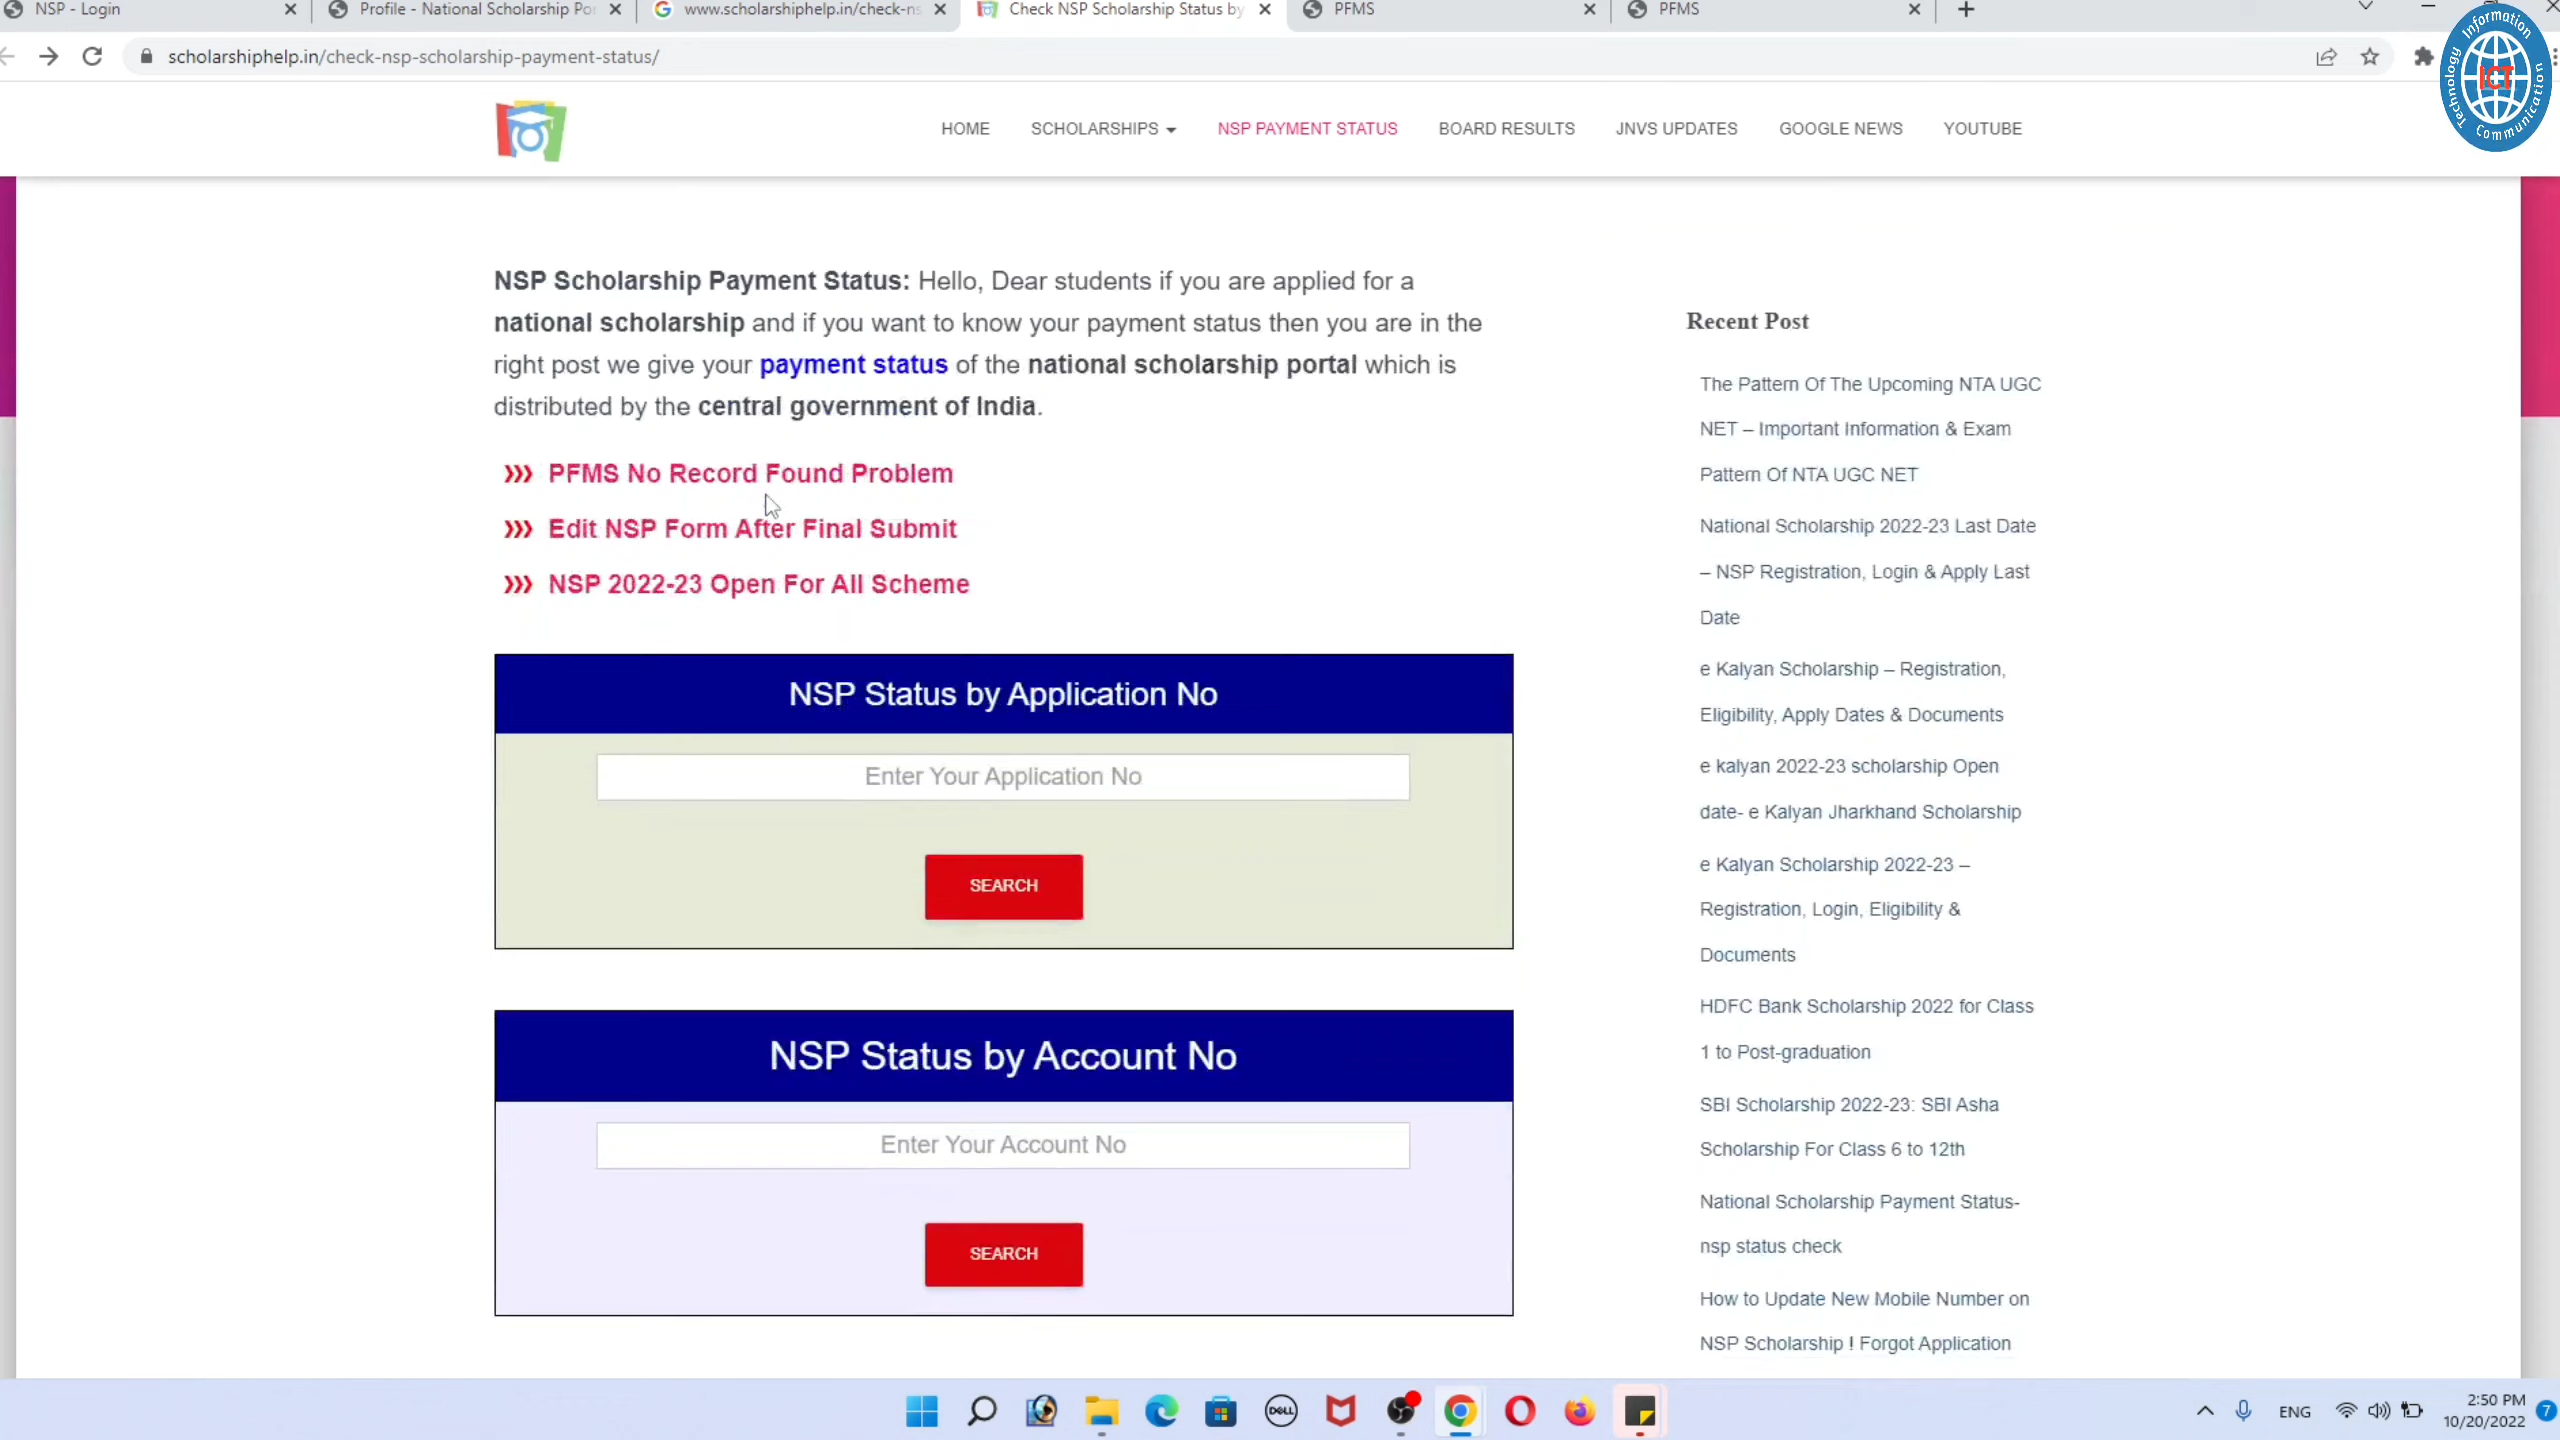 NSP - Login
Profile - National Scholarship Por
www.scholarshiphelp.in/check-ns
Check NSP Scholarship Status by
PFMS
PFMS
scholarshiphelp.in/check-nsp-scholarship-payment-status/
Information
Communication
Technology
ICT
HOME
SCHOLARSHIPS
NSP PAYMENT STATUS
BOARD RESULTS
JNVS UPDATES
GOOGLE NEWS
YOUTUBE
NSP Scholarship Payment Status: Hello, Dear students if you are applied for a
national scholarship and if you want to know your payment status then you are in the
right post we give your payment status of the national scholarship portal which is
distributed by the central government of India.
PFMS No Record Found Problem
Edit NSP Form After Final Submit
NSP 2022-23 Open For All Scheme
NSP Status by Application No
Enter Your Application No
SEARCH
NSP Status by Account No
Enter Your Account No
SEARCH
Recent Post
The Pattern Of The Upcoming NTA UGC
NET – Important Information & Exam
Pattern Of NTA UGC NET
National Scholarship 2022-23 Last Date
– NSP Registration, Login & Apply Last
Date
e Kalyan Scholarship – Registration,
Eligibility, Apply Dates & Documents
e kalyan 2022-23 scholarship Open
date- e Kalyan Jharkhand Scholarship
e Kalyan Scholarship 2022-23 –
Registration, Login, Eligibility &
Documents
HDFC Bank Scholarship 2022 for Class
1 to Post-graduation
SBI Scholarship 2022-23: SBI Asha
Scholarship For Class 6 to 12th
National Scholarship Payment Status-
nsp status check
How to Update New Mobile Number on
NSP Scholarship ! Forgot Application
DELL
ENG
2:50 PM
10/20/2022
7